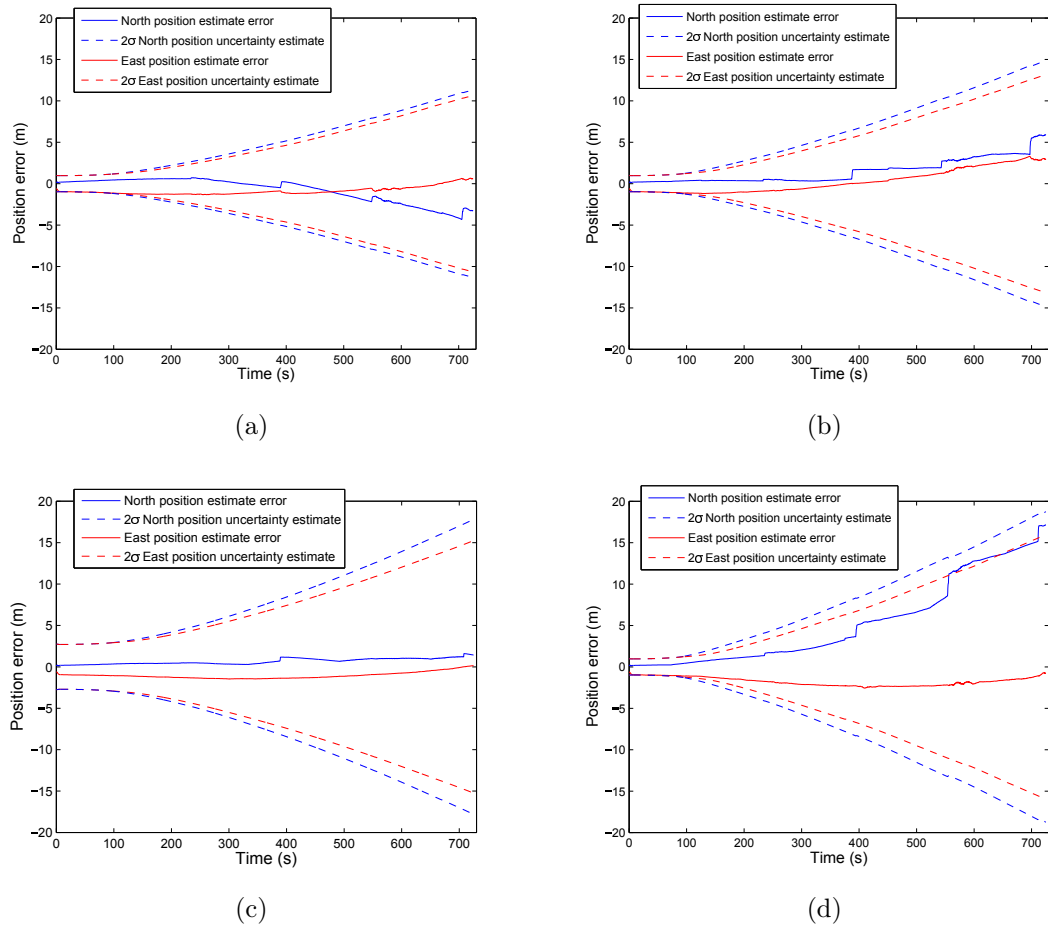 North position estimate error
2σ North position uncertainty estimate
East position estimate error
2σ East position uncertainty estimate
20
15
10
5
0
−5
−10
−15
−20
Position error (m)
0 100 200 300 400 500 600 700
Time (s)
(a)
North position estimate error
2σ North position uncertainty estimate
East position estimate error
2σ East position uncertainty estimate
20
15
10
5
0
−5
−10
−15
−20
Position error (m)
0 100 200 300 400 500 600 700
Time (s)
(b)
North position estimate error
2σ North position uncertainty estimate
East position estimate error
2σ East position uncertainty estimate
20
15
10
5
0
−5
−10
−15
−20
Position error (m)
0 100 200 300 400 500 600 700
Time (s)
(c)
North position estimate error
2σ North position uncertainty estimate
East position estimate error
2σ East position uncertainty estimate
20
15
10
5
0
−5
−10
−15
−20
Position error (m)
0 100 200 300 400 500 600 700
Time (s)
(d)